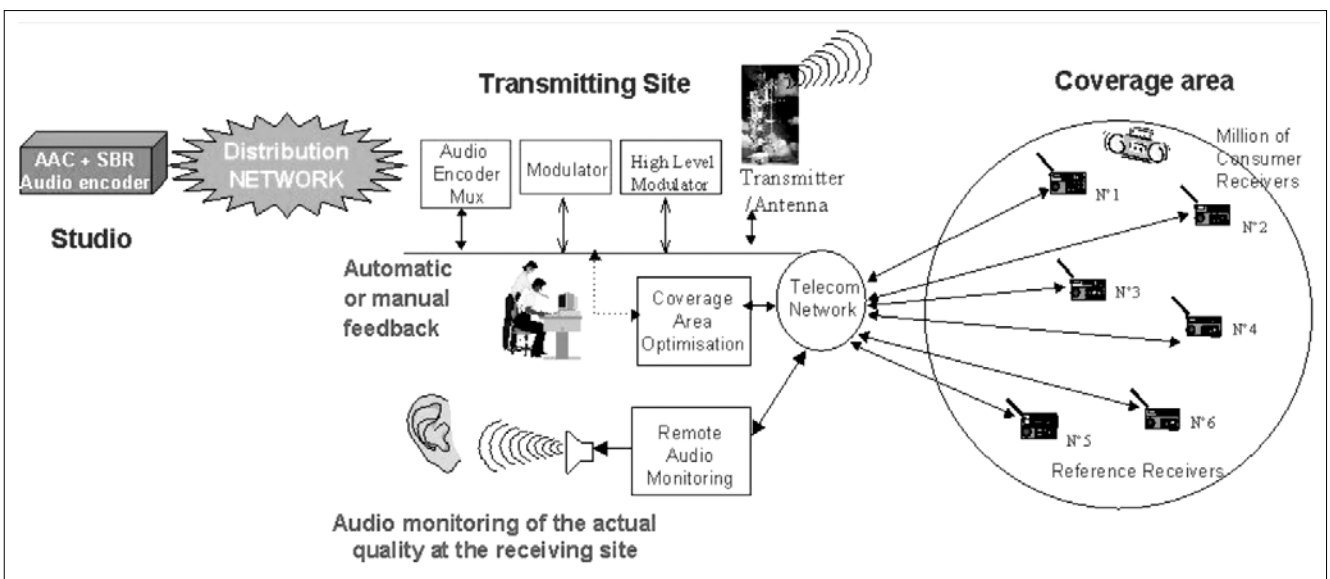 Transmitting Site
Coverage area
AAC + SBR
Audio encoder
Distribution
NETWORK
Studio
Audio
Encoder
Mux
Modulator
High Level
Modulator
Transmitter
/Antenna
Million of
Consumer
Receivers
N°1
N°2
N°3
N°4
N°5
N°6
Reference Receivers
Automatic
or manual
feedback
Coverage
Area
Optimisation
Telecom
Network
Remote
Audio
Monitoring
Audio monitoring of the actual
quality at the receiving site